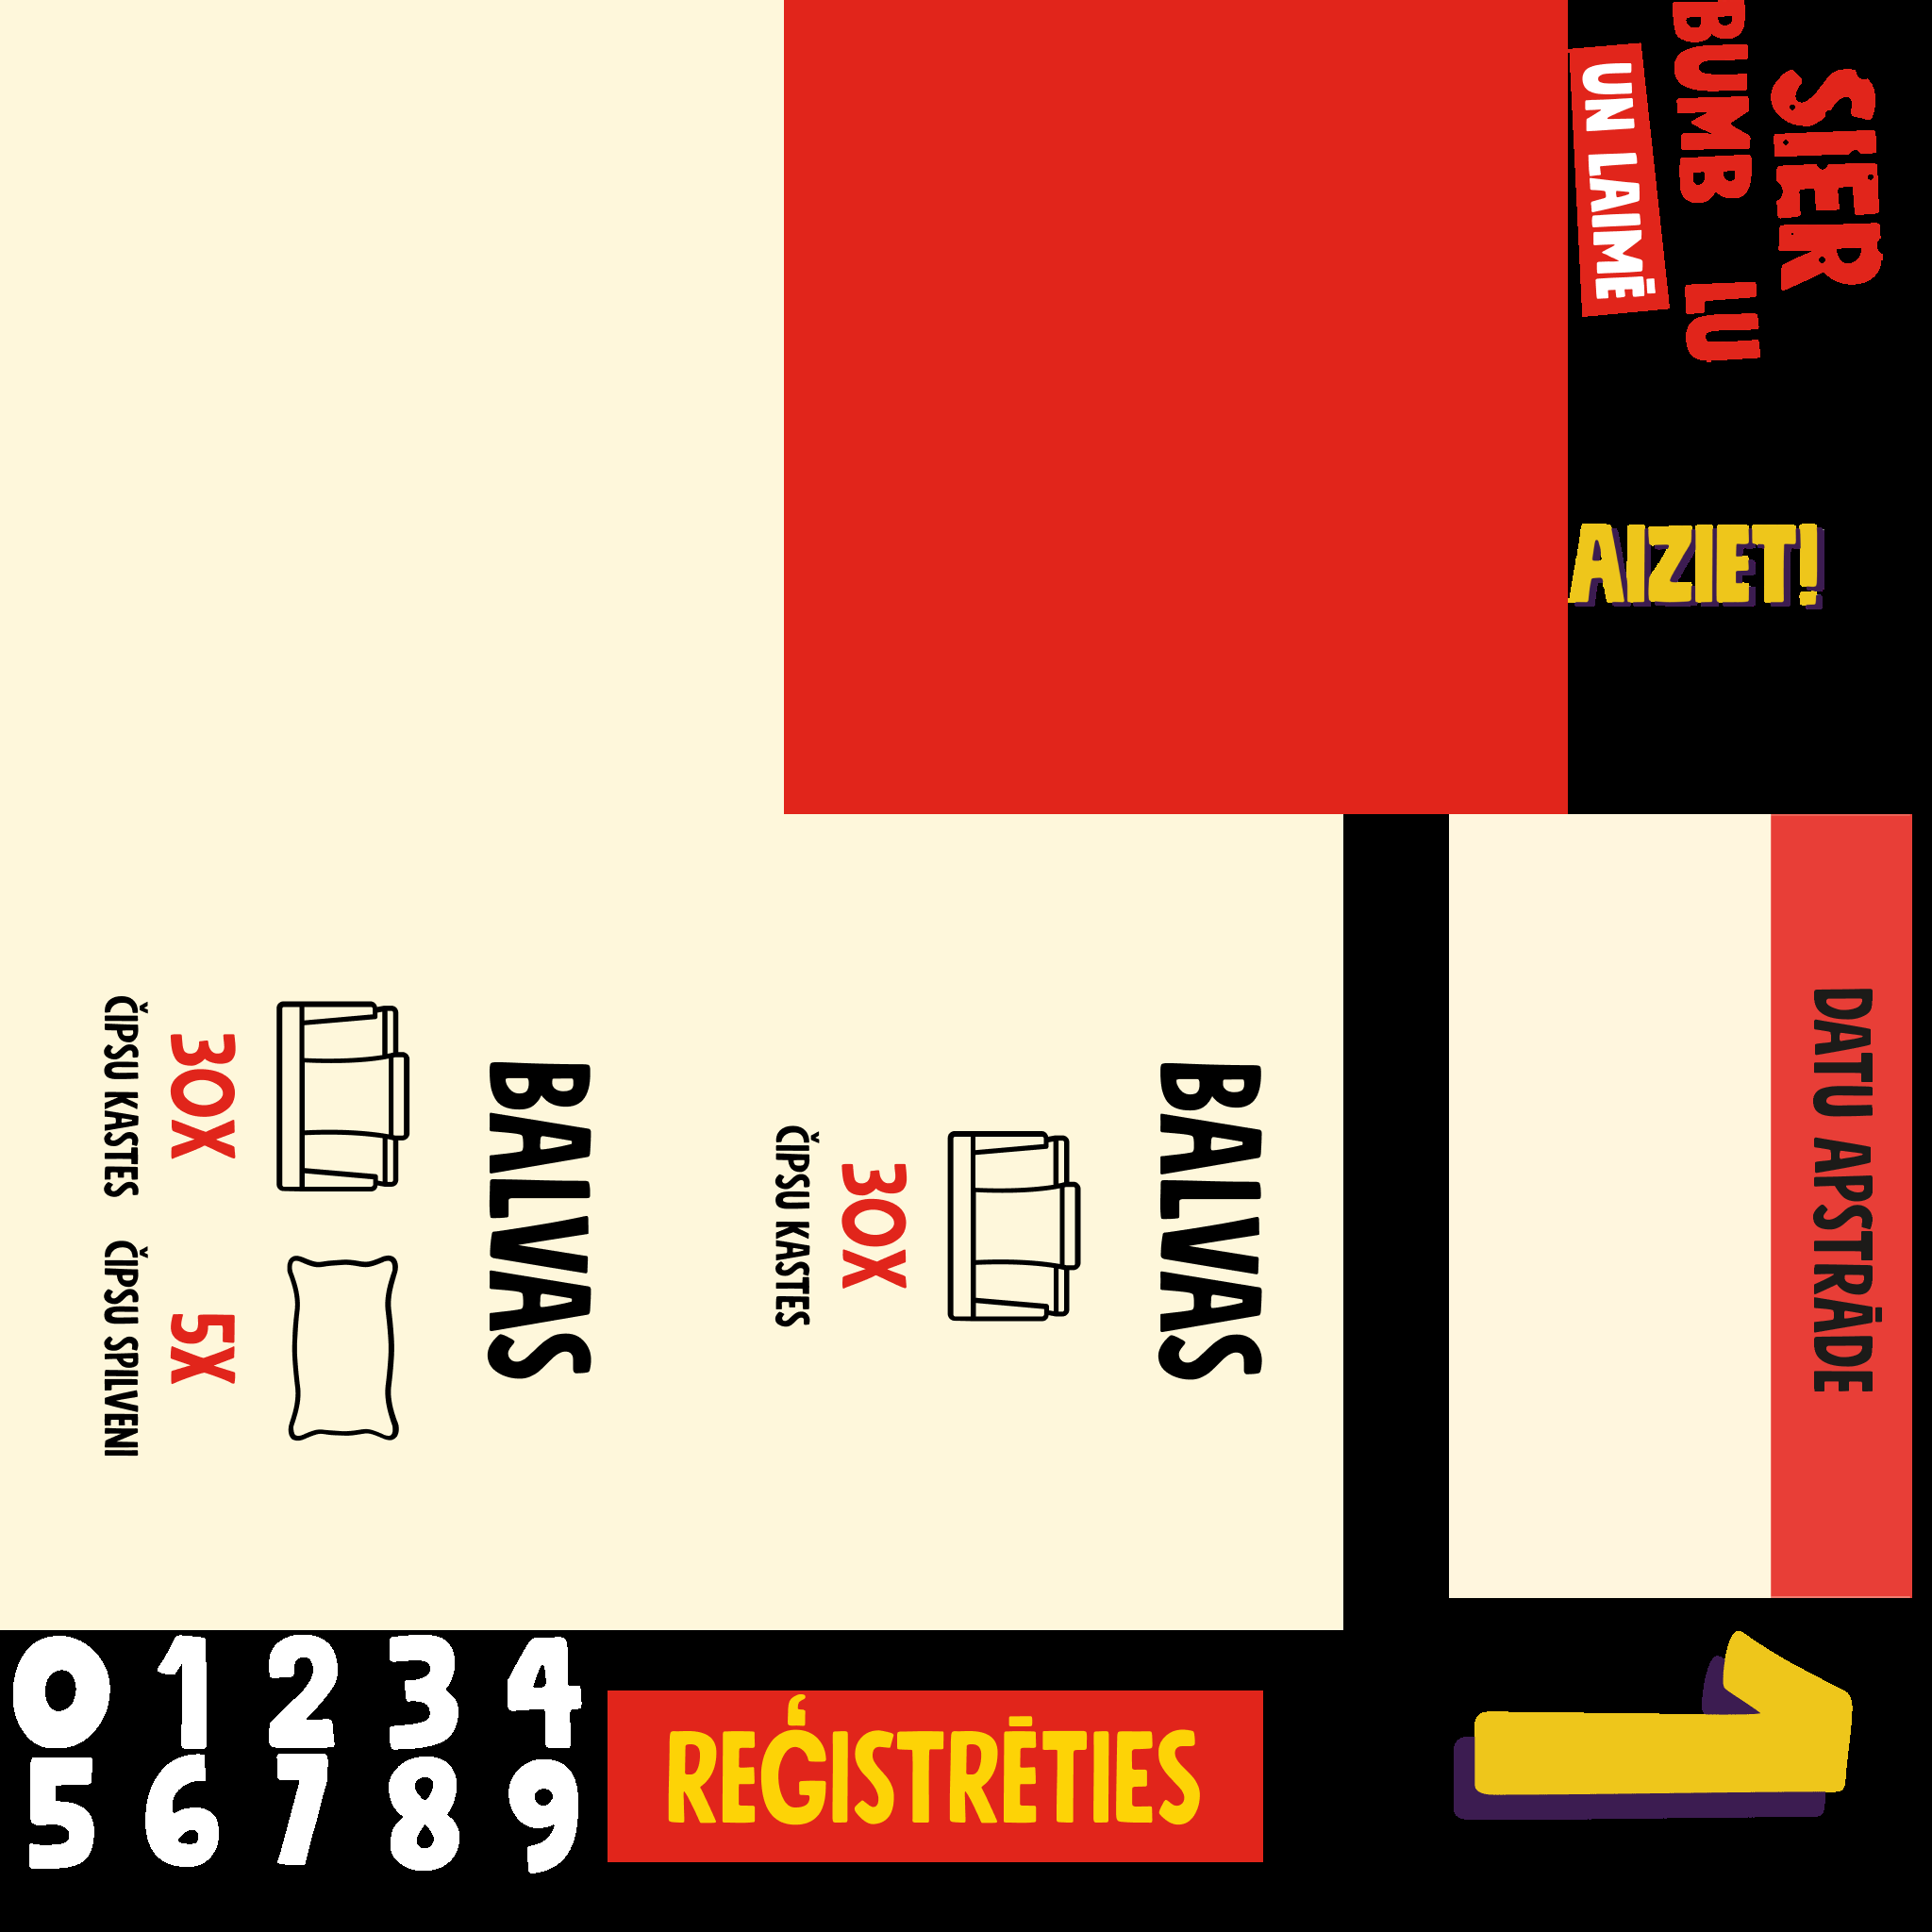 SIER
BUMB LU
UN LAIMĒ
AIZIET!
BALVAS
30X
ČIPSU KASTES
5X
ČIPSU SPILVENI
BALVAS
30X
ČIPSU KASTES
DATU APSTRĀDE
0 1 2 3 4
5 6 7 8 9
REĢISTRĒTIES